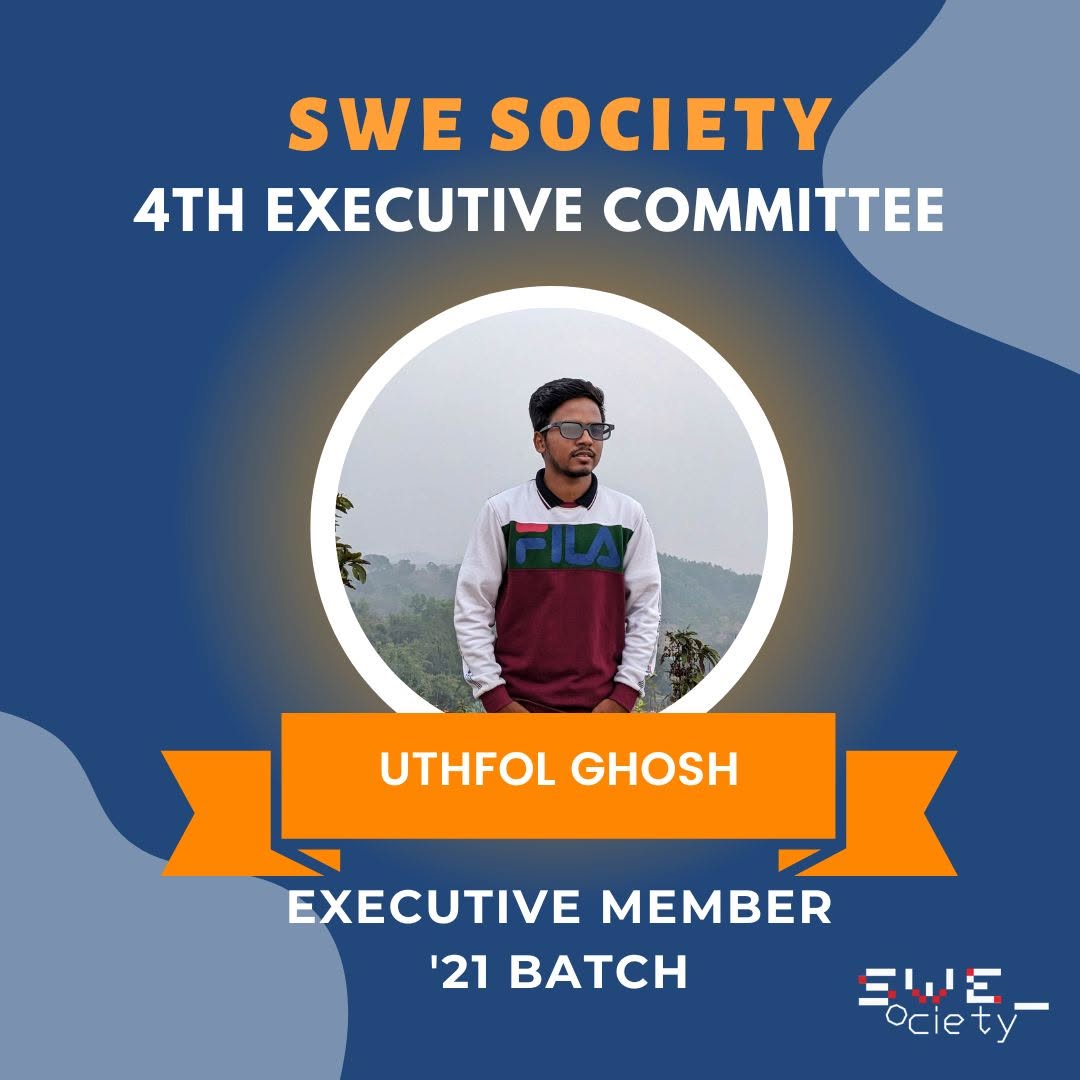 SWE SOCIETY
4TH EXECUTIVE COMMITTEE
FILA
UTHFOL GHOSH
EXECUTIVE MEMBER
'21 BATCH
SWE_
ociety